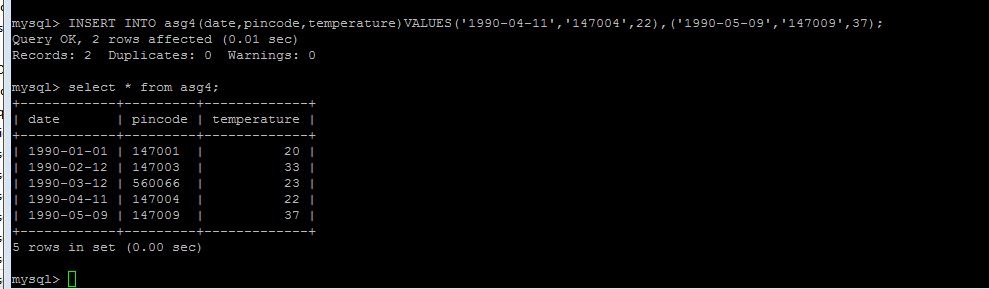 mysql> INSERT INTO asg4(date,pincode,temperature)VALUES('1990-04-11','147004',22),('1990-05-09','147009',37);
Query OK, 2 rows affected (0.01 sec)
Records: 2  Duplicates: 0  Warnings: 0
mysql> select * from asg4;
+------------+---------+-------------+
| date       | pincode | temperature |
+------------+---------+-------------+
| 1990-01-01 | 147001  |          20 |
| 1990-02-12 | 147003  |          33 |
| 1990-03-12 | 560066  |          23 |
| 1990-04-11 | 147004  |          22 |
| 1990-05-09 | 147009  |          37 |
+------------+---------+-------------+
5 rows in set (0.00 sec)
mysql>